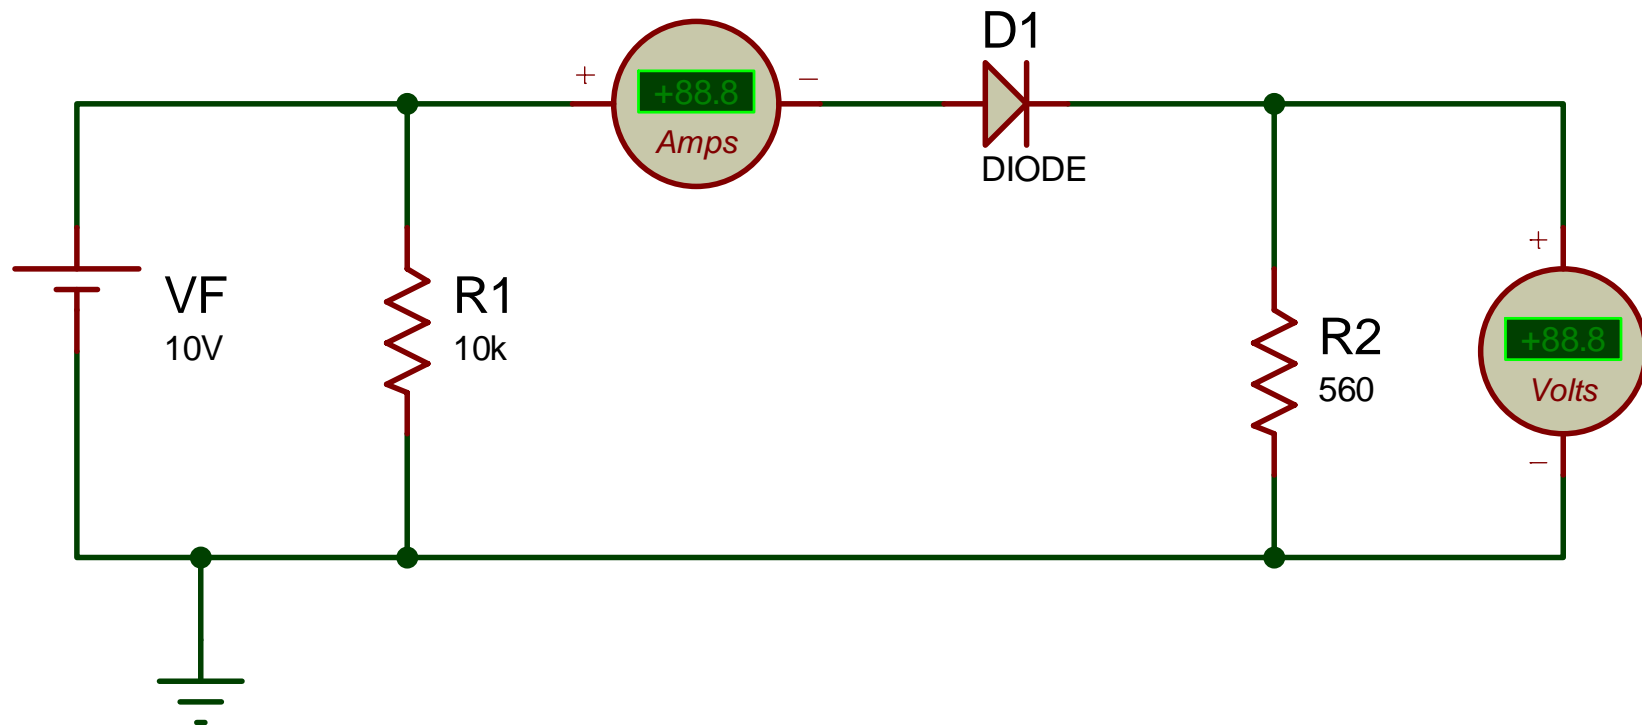 D1
+
+88.8
−
Amps
DIODE
VF
10V
R1
10k
+
R2
560
+88.8
Volts
−